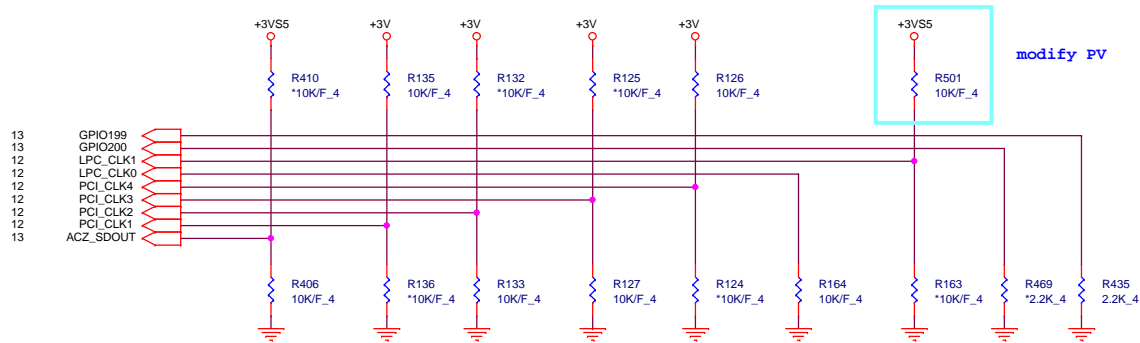 +3VS5 +3V +3V +3V +3V +3VS5
modify PV
R410 R135 R132 R125 R126 R501
*10K/F_4 10K/F_4 *10K/F_4 *10K/F_4 10K/F_4 10K/F_4
13 GPIO199
13 GPIO200
12 LPC_CLK1
12 LPC_CLK0
12 PCI_CLK4
12 PCI_CLK3
12 PCI_CLK2
12 PCI_CLK1
13 ACZ_SDOUT
R406 R136 R133 R127 R124 R164 R163 R469 R435
10K/F_4 *10K/F_4 10K/F_4 10K/F_4 *10K/F_4 10K/F_4 *10K/F_4 *2.2K_4 2.2K_4